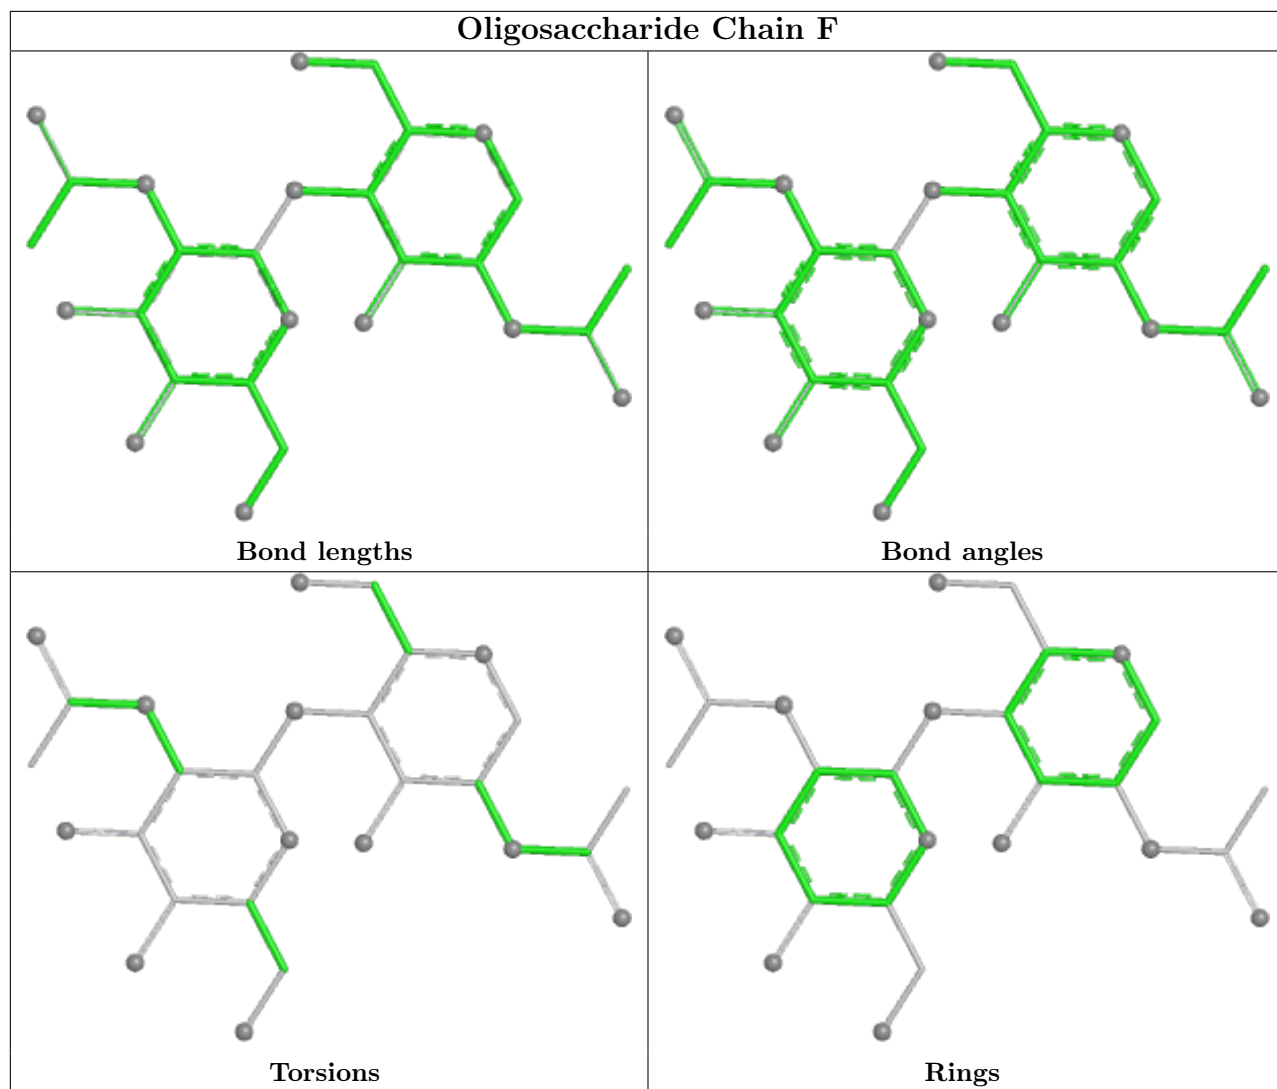 Oligosaccharide Chain F
Bond lengths
Bond angles
Torsions
Rings